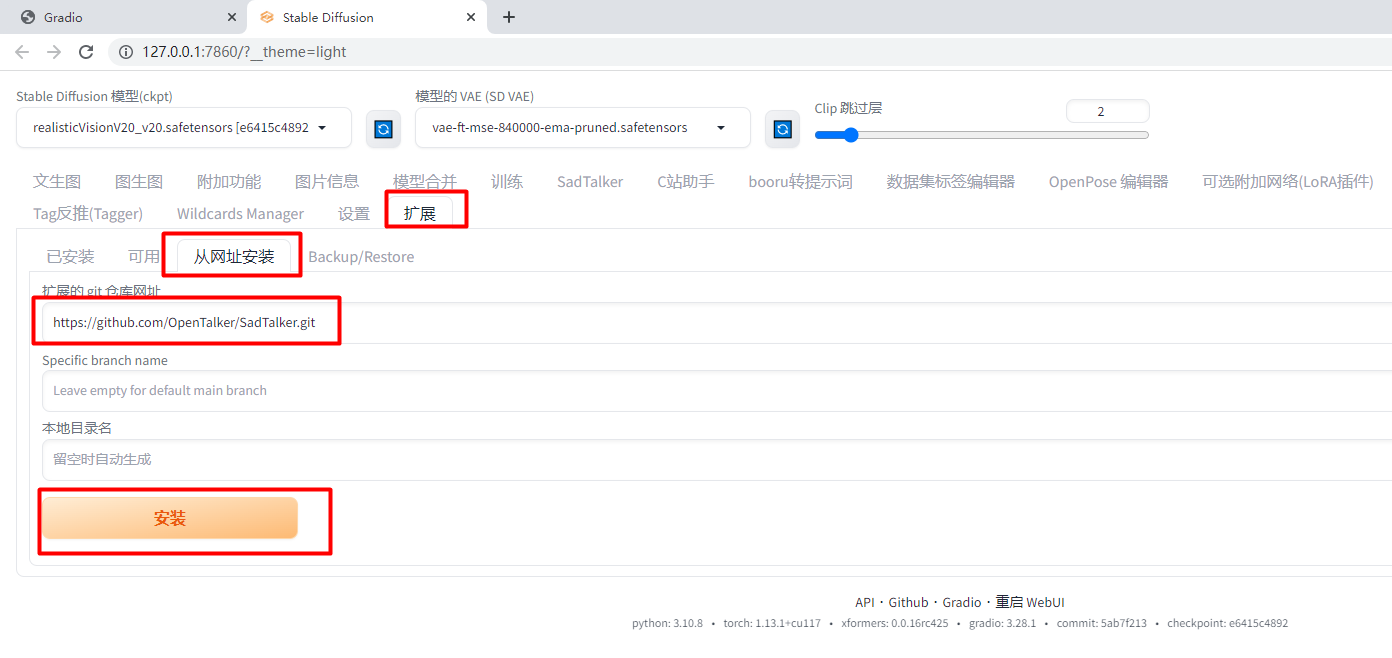 Gradio
Stable Diffusion
127.0.0.1:7860/?__theme=light
Stable Diffusion 模型(ckpt)
模型的 VAE (SD VAE)
Clip 跳过层
2
realisticVisionV20_v20.safetensors [e6415c4892
vae-ft-mse-840000-ema-pruned.safetensors
文生图 图生图 附加功能 图片信息 模型合并 训练 SadTalker C站助手 booru转提示词 数据集标签编辑器 OpenPose 编辑器 可选附加网络(LoRA插件)
Tag反推(Tagger) Wildcards Manager 设置 扩展
已安装 可用 从网址安装 Backup/Restore
扩展的 git 仓库网址
https://github.com/OpenTalker/SadTalker.git
Specific branch name
Leave empty for default main branch
本地目录名
留空时自动生成
安装
API · Github · Gradio · 重启 WebUI
python: 3.10.8 • torch: 1.13.1+cu117 • xformers: 0.0.16rc425 • gradio: 3.28.1 • commit: 5ab7f213 • checkpoint: e6415c4892